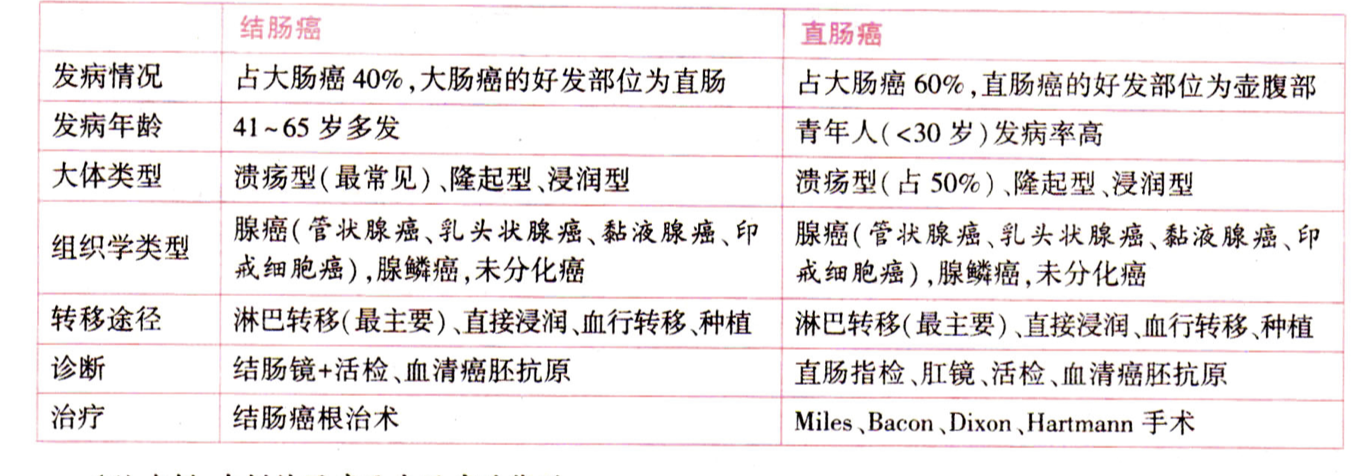 结肠癌 直肠癌
发病情况 占大肠癌 40%,大肠癌的好发部位为直肠 占大肠癌 60%,直肠癌的好发部位为壶腹部
发病年龄 41~65 岁多发 青年人(<30 岁)发病率高
大体类型 溃疡型(最常见)、隆起型、浸润型 溃疡型(占 50%)、隆起型、浸润型
组织学类型 腺癌(管状腺癌、乳头状腺癌、黏液腺癌、印 腺癌(管状腺癌、乳头状腺癌、黏液腺癌、印
戒细胞癌),腺鳞癌,未分化癌 戒细胞癌),腺鳞癌,未分化癌
转移途径 淋巴转移(最主要)、直接浸润、血行转移、种植 淋巴转移(最主要)、直接浸润、血行转移、种植
诊断 结肠镜+活检、血清癌胚抗原 直肠指检、肛镜、活检、血清癌胚抗原
治疗 结肠癌根治术 Miles、Bacon、Dixon、Hartmann 手术